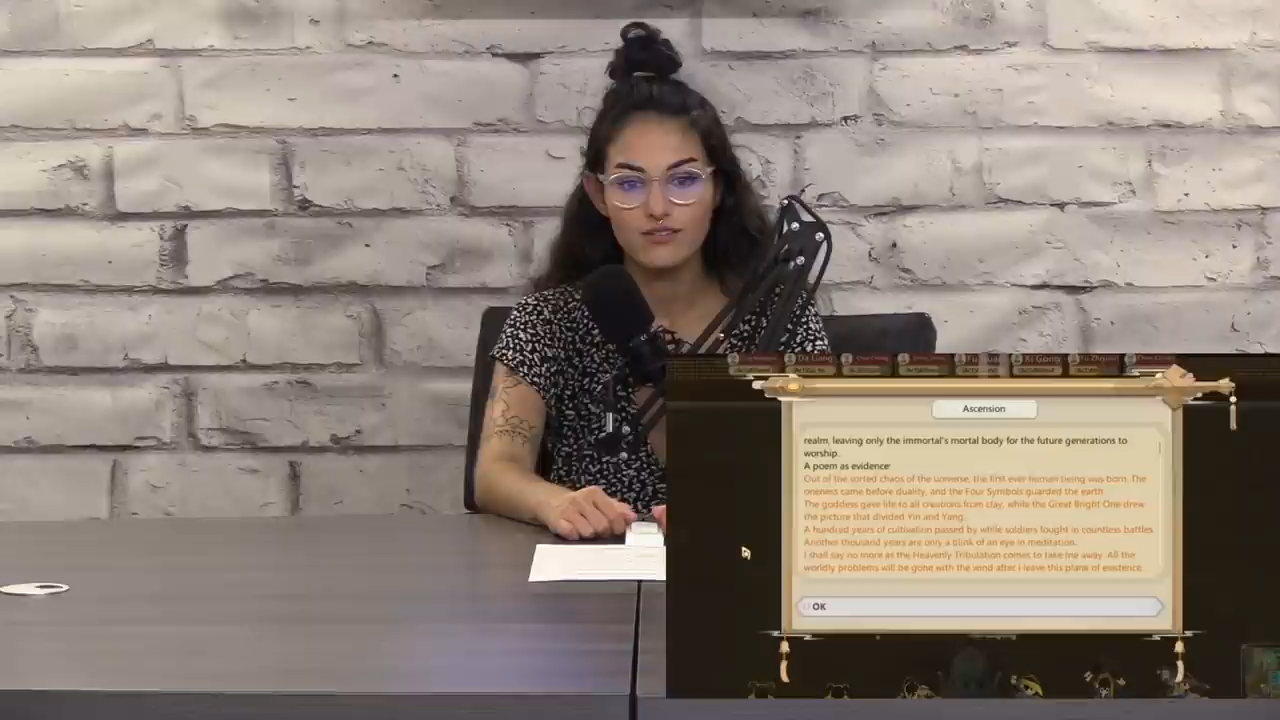 Da Liang
Xi Gong
Ascension
realm, leaving only the immortal's mortal body for the future generations to
worship.
A poem as evidence:
Out of the sorted chaos of the universe, the first ever human being was born. The
oneness came before duality, and the Four Symbols guarded the earth
The goddess gave life to all creations from clay, while the Great Bright One drew
the picture that divided Yin and Yang.
A hundred years of cultivation passed by while soldiers fought in countless battles
Another thousand years are only a blink of an eye in meditation.
I shall say no more as the Heavenly Tribulation comes to take me away. All the
worldly problems will be gone with the wind after I leave this plane of existence.
OK